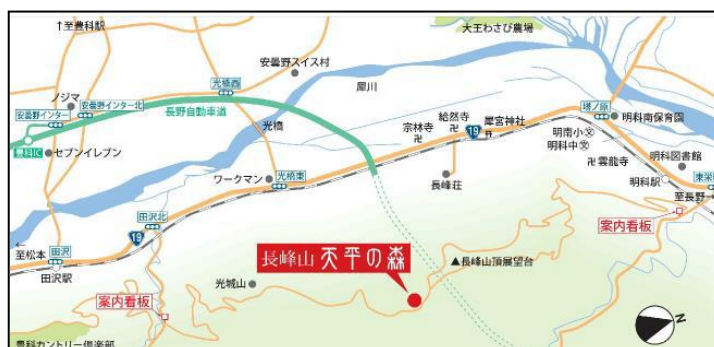 ↑至豊科駅
大王わさび農場
安曇野スイス村
ノジマ
安曇野インター北
光橋西
犀川
安曇野インター
長野自動車道
豊科IC
セブンイレブン
光橋
宗林寺
給然寺
犀宮神社
19
塔ノ原
明科南保育園
明南小
明科中
雲龍寺
明科図書館
ワークマン
光橋東
長峰荘
明科駅
東栄町
至長野→
田沢北
19
案内看板
←
至松本
田沢
田沢駅
長峰山 天平の森
▲長峰山頂展望台
光城山
案内看板
豊科カントリー倶楽部
N